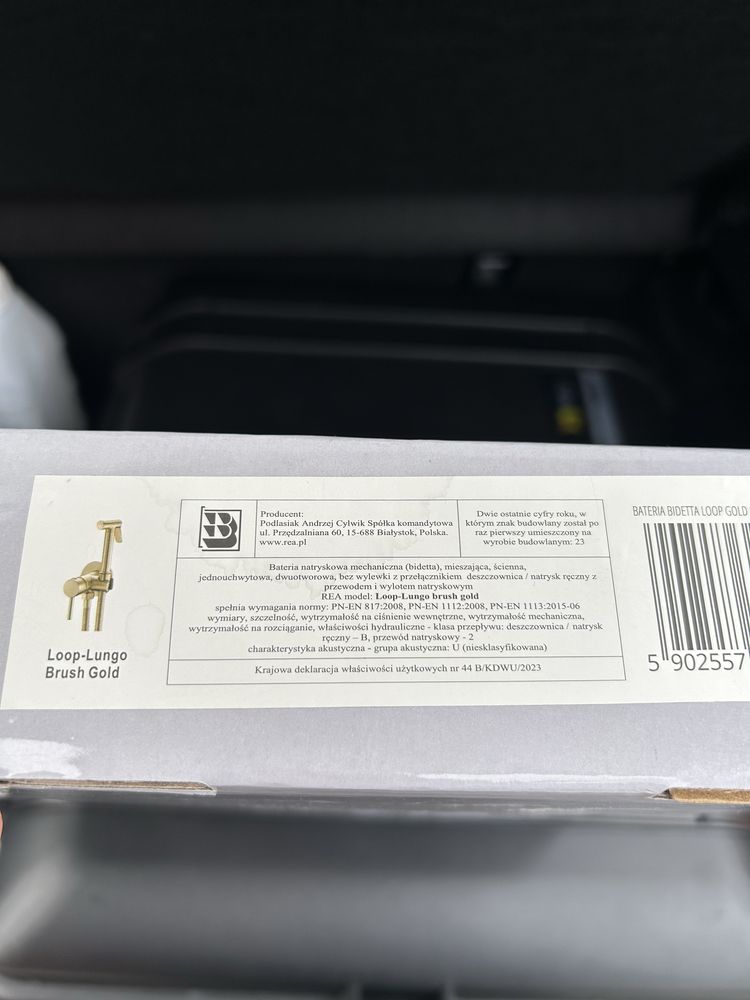 Loop-Lungo
Brush Gold
B
Producent:
Podlasiak Andrzej Cylwik Spółka komandytowa
ul. Przędzalniana 60, 15-688 Białystok, Polska.
www.rea.pl
Dwie ostatnie cyfry roku, w
którym znak budowlany został po
raz pierwszy umieszczony na
wyrobie budowlanym: 23
Bateria natryskowa mechaniczna (bidetta), mieszająca, ścienna,
jednouchwytowa, dwuotworowa, bez wylewki z przełącznikiem deszczownica / natrysk ręczny z
przewodem i wylotem natryskowym
REA model: Loop-Lungo brush gold
spełnia wymagania normy: PN-EN 817:2008, PN-EN 1112:2008, PN-EN 1113:2015-06
wymiary, szczelność, wytrzymałość na ciśnienie wewnętrzne, wytrzymałość mechaniczna,
wytrzymałość na rozciąganie, właściwości hydrauliczne - klasa przepływu: deszczownica / natrysk
ręczny – B, przewód natryskowy - 2
charakterystyka akustyczna - grupa akustyczna: U (niesklasyfikowana)
Krajowa deklaracja właściwości użytkowych nr 44 B/KDWU/2023
BATERIA BIDETTA LOOP GOLD
5 902557